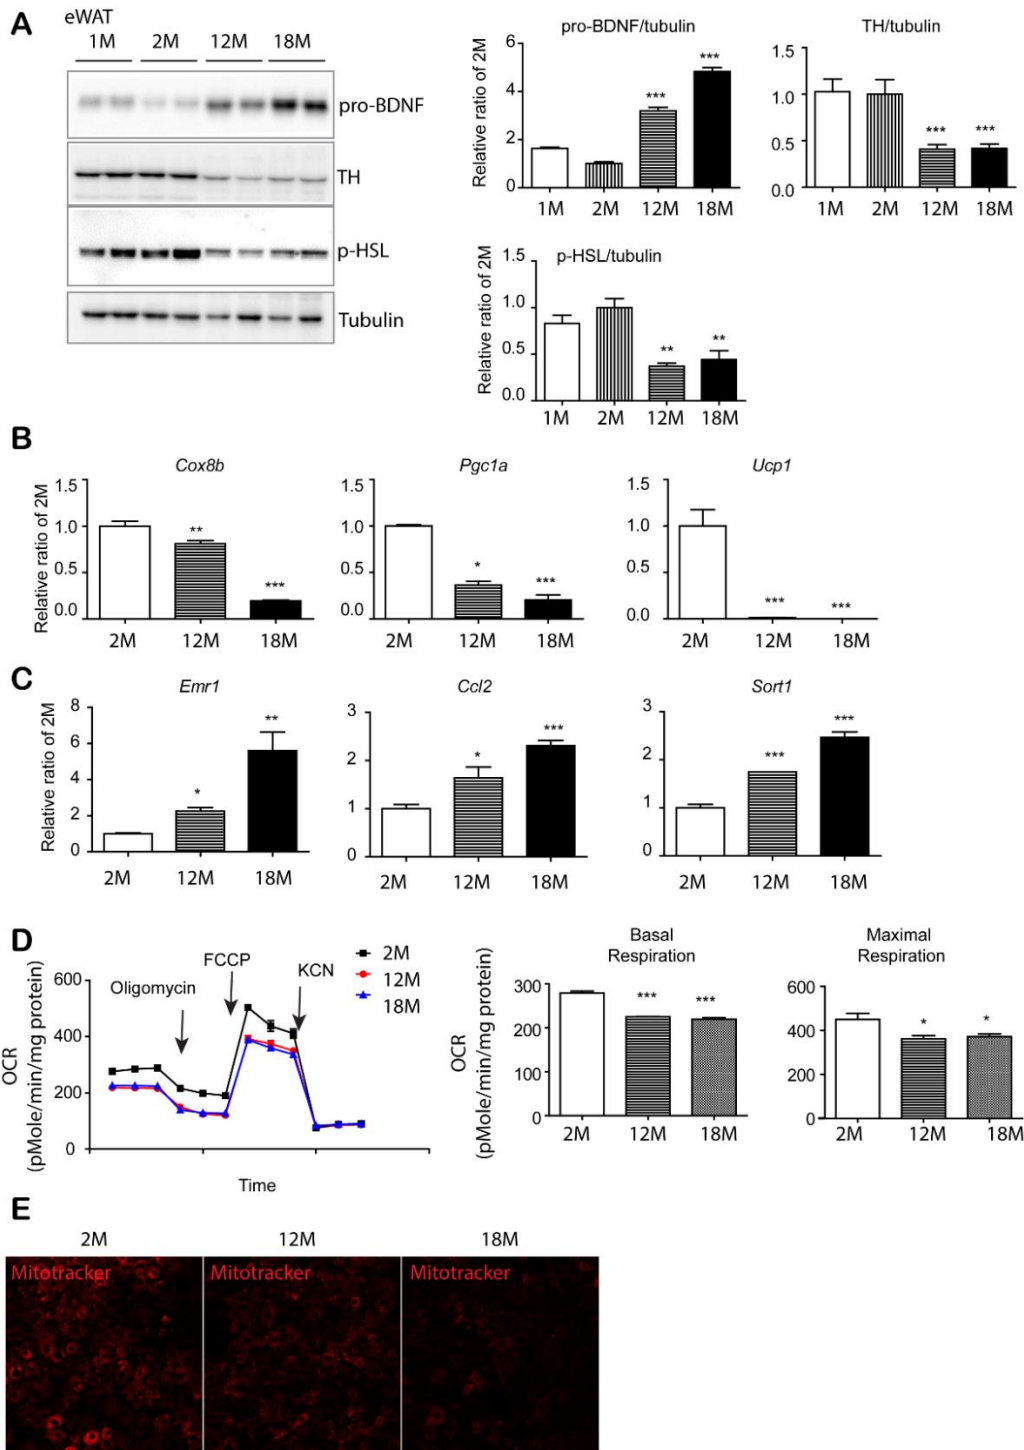 A
eWAT
1M 2M 12M 18M
pro-BDNF
TH
p-HSL
Tubulin
pro-BDNF/tubulin
Relative ratio of 2M
6
4
2
0
***
***
1M 2M 12M 18M
TH/tubulin
1.5
1.0
0.5
0.0
***
***
1M 2M 12M 18M
p-HSL/tubulin
Relative ratio of 2M
1.5
1.0
0.5
0.0
**
**
1M 2M 12M 18M
B
Cox8b
Relative ratio of 2M
1.5
1.0
0.5
0.0
**
***
2M 12M 18M
Pgc1a
1.5
1.0
0.5
0.0
*
***
2M 12M 18M
Ucp1
1.5
1.0
0.5
0.0
***
***
2M 12M 18M
C
Emr1
Relative ratio of 2M
8
6
4
2
0
*
**
2M 12M 18M
Ccl2
3
2
1
0
*
***
2M 12M 18M
Sort1
3
2
1
0
***
***
2M 12M 18M
D
OCR
(pMole/min/mg protein)
600
400
200
0
Oligomycin
FCCP
KCN
2M
12M
18M
Time
Basal
Respiration
OCR
(pMole/min/mg protein)
300
200
100
0
***
***
2M 12M 18M
Maximal
Respiration
600
400
200
0
*
*
2M 12M 18M
E
2M 12M 18M
Mitotracker Mitotracker Mitotracker